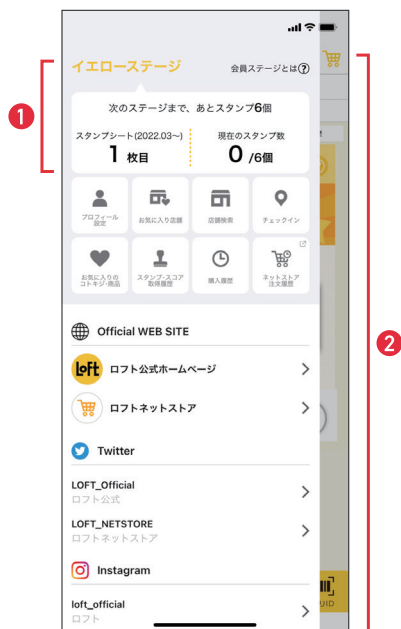 イエローステージ
会員ステージとは?
次のステージまで、あとスタンプ6個
スタンプシート(2022.03~)
1 枚目
現在のスタンプ数
0 /6個
プロフィール
設定
お気に入り店舗
店舗検索
チェックイン
お気に入りの
コトキジ・商品
スタンプ・スコア
取得履歴
購入履歴
ネットストア
注文履歴
Official WEB SITE
Loft
ロフト公式ホームページ
ロフトネットストア
Twitter
LOFT_Official
ロフト公式
LOFT_NETSTORE
ロフトネットストア
Instagram
loft_official
ロフト
1
2